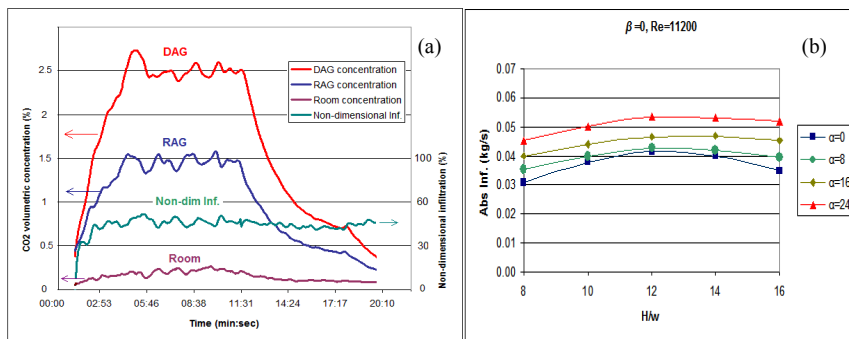 (a)
DAG
DAG concentration
RAG concentration
Room concentration
Non-dimensional Inf.
RAG
Non-dim Inf.
Room
CO2 volumetric concentration (%)
3
2.5
2
1.5
1
0.5
0
Non-dimensional infiltration (%)
100
60
30
0
00:00 02:53 05:46 08:38 11:31 14:24 17:17 20:10
Time (min:sec)
β=0, Re=11200
(b)
Abs Inf. (kg/s)
0.07
0.06
0.05
0.04
0.03
0.02
0.01
0.00
8 10 12 14 16
H/w
α=0
α=8
α=16
α=24